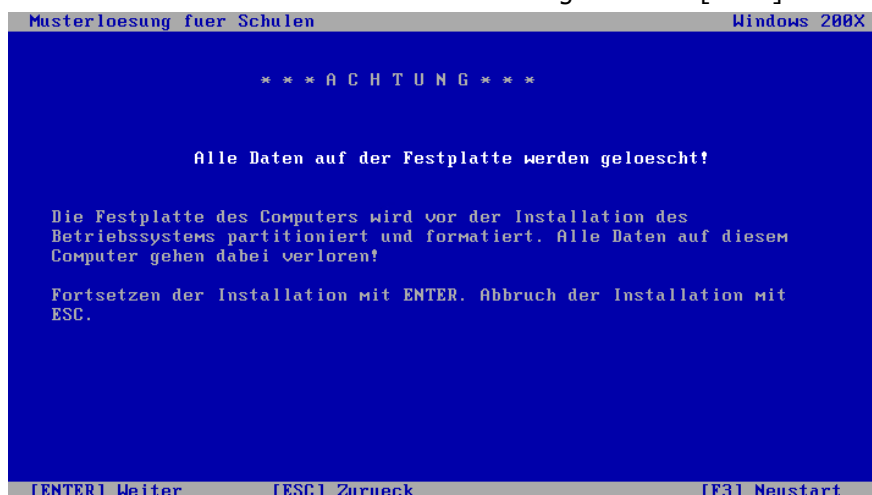 Musterloesung fuer Schulen Windows 200X
* * * A C H T U N G * * *
Alle Daten auf der Festplatte werden geloescht!
Die Festplatte des Computers wird vor der Installation des
Betriebssystems partitioniert und formatiert. Alle Daten auf diesem
Computer gehen dabei verloren!
Fortsetzen der Installation mit ENTER. Abbruch der Installation mit
ESC.
[ENTER] Weiter [ESC] Zurueck [F3] Neustart